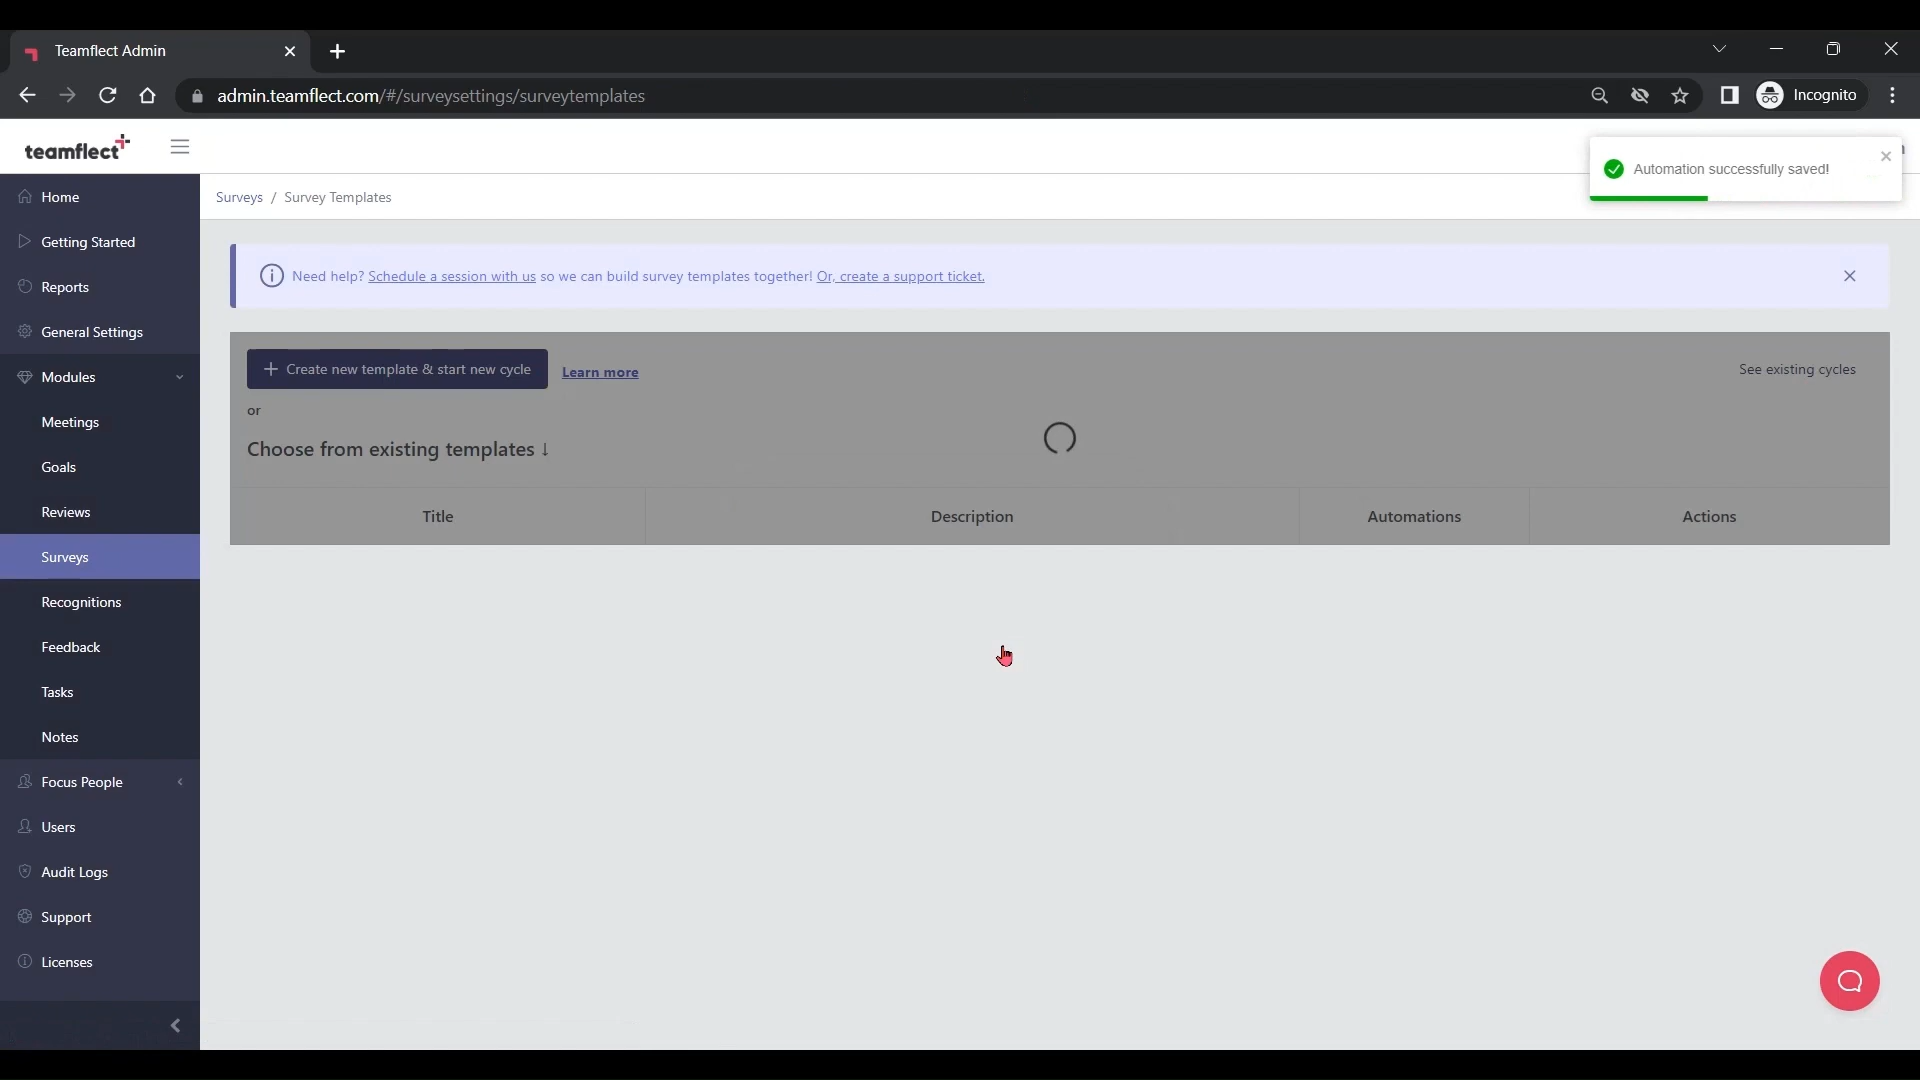 Teamflect Admin
admin.teamflect.com/#/surveysettings/surveytemplates
Incognito
teamflect
Automation successfully saved!
Home
Getting Started
Reports
General Settings
Modules
Meetings
Goals
Reviews
Surveys
Recognitions
Feedback
Tasks
Notes
Focus People
Users
Audit Logs
Support
Licenses
Surveys / Survey Templates
Need help? Schedule a session with us so we can build survey templates together! Or, create a support ticket.
+ Create new template & start new cycle
Learn more
See existing cycles
or
Choose from existing templates ↓
Title
Description
Automations
Actions